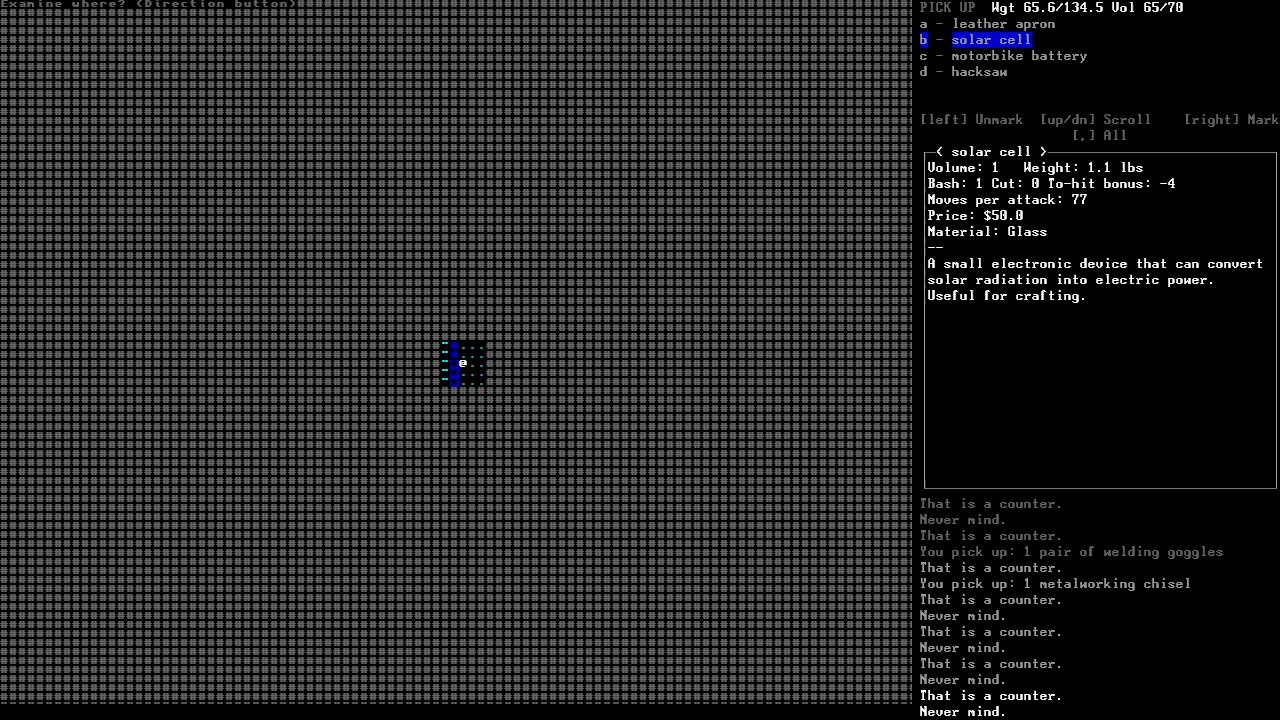 Examine where? (Direction button)
PICK UP  Wgt 65.6/134.5 Vol 65/70
a - leather apron
b - solar cell
c - motorbike battery
d - hacksaw
[left] Unmark  [up/dn] Scroll    [right] Mark
[,] All
< solar cell >
Volume: 1   Weight: 1.1 lbs
Bash: 1 Cut: 0 To-hit bonus: -4
Moves per attack: 77
Price: $50.0
Material: Glass
--
A small electronic device that can convert
solar radiation into electric power.
Useful for crafting.
@
That is a counter.
Never mind.
That is a counter.
You pick up: 1 pair of welding goggles
That is a counter.
You pick up: 1 metalworking chisel
That is a counter.
Never mind.
That is a counter.
Never mind.
That is a counter.
Never mind.
That is a counter.
Never mind.